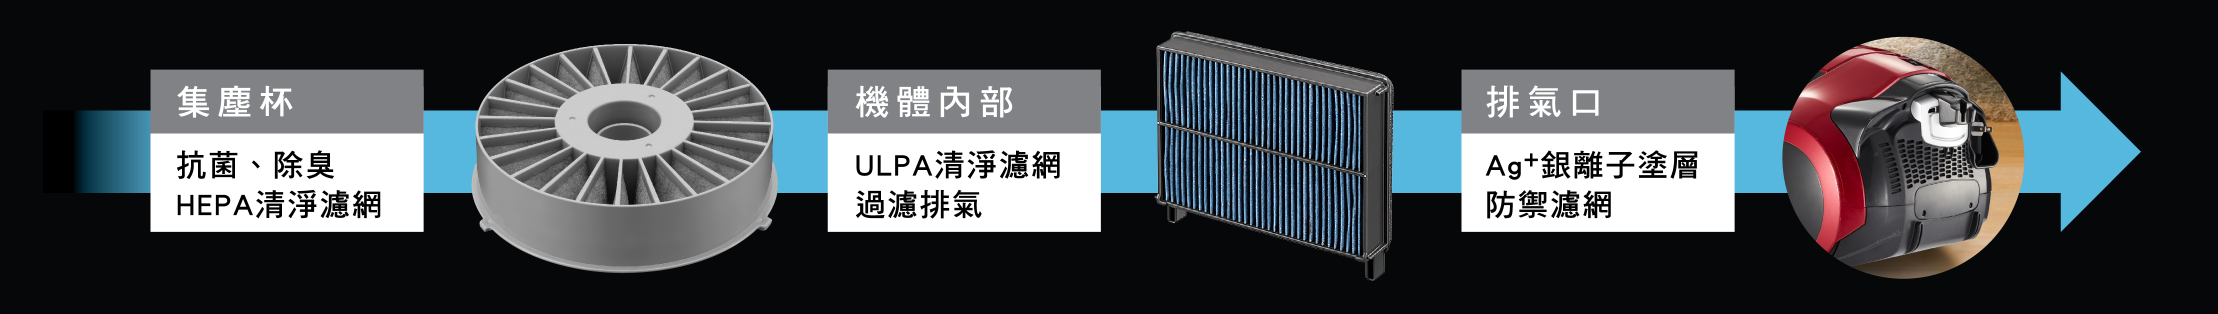 集塵杯
抗菌、除臭
HEPA清淨濾網
機體內部
ULPA清淨濾網
過濾排氣
排氣口
Ag⁺銀離子塗層
防禦濾網